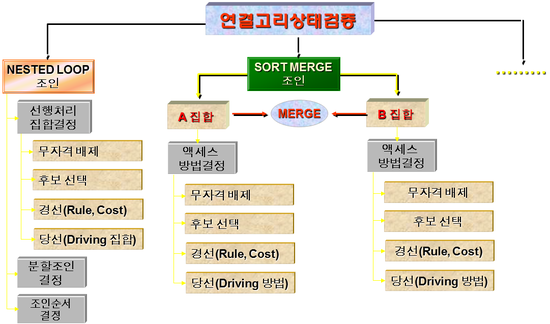 연결고리상태검증
NESTED LOOP
조인
선행처리
집합결정
무자격 배제
후보 선택
경선(Rule, Cost)
당선(Driving 집합)
분할조인
결정
조인순서
결정
SORT MERGE
조인
A 집합
MERGE
B 집합
액세스
방법결정
무자격 배제
후보 선택
경선(Rule, Cost)
당선(Driving 방법)
액세스
방법결정
무자격 배제
후보 선택
경선(Rule, Cost)
당선(Driving 방법)